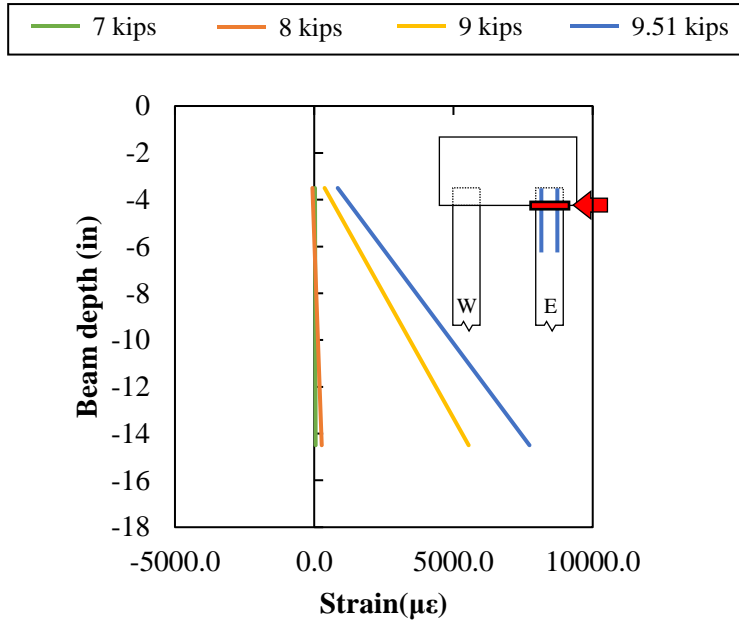 7 kips 8 kips 9 kips 9.51 kips
0
-2
-4
-6
-8
-10
-12
-14
-16
-18
Beam depth (in)
W E
-5000.0 0.0 5000.0 10000.0
Strain(με)